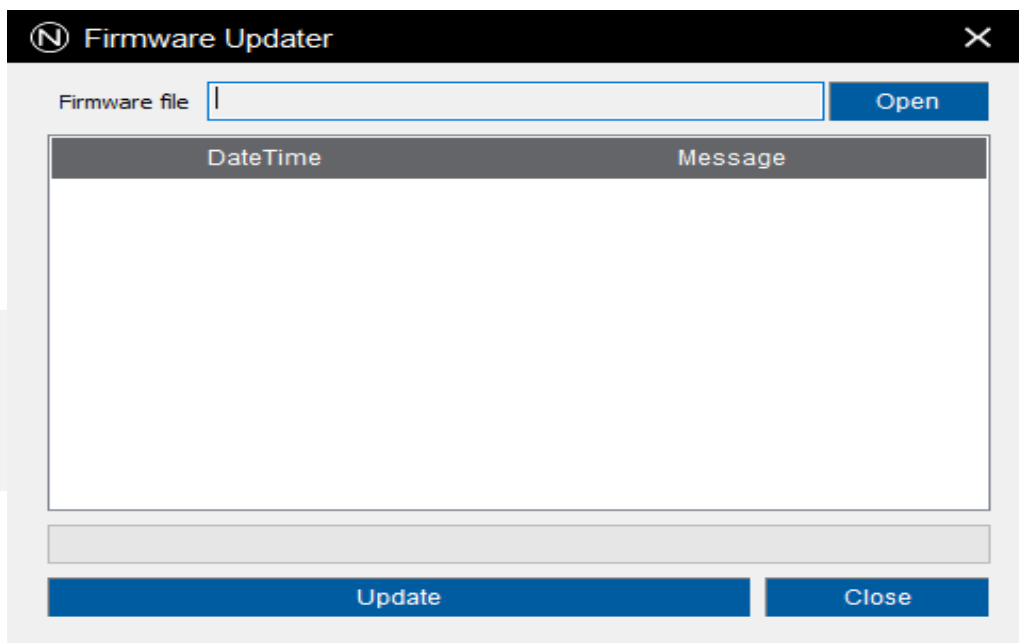 N Firmware Updater
Firmware file Open
DateTime Message
Update Close